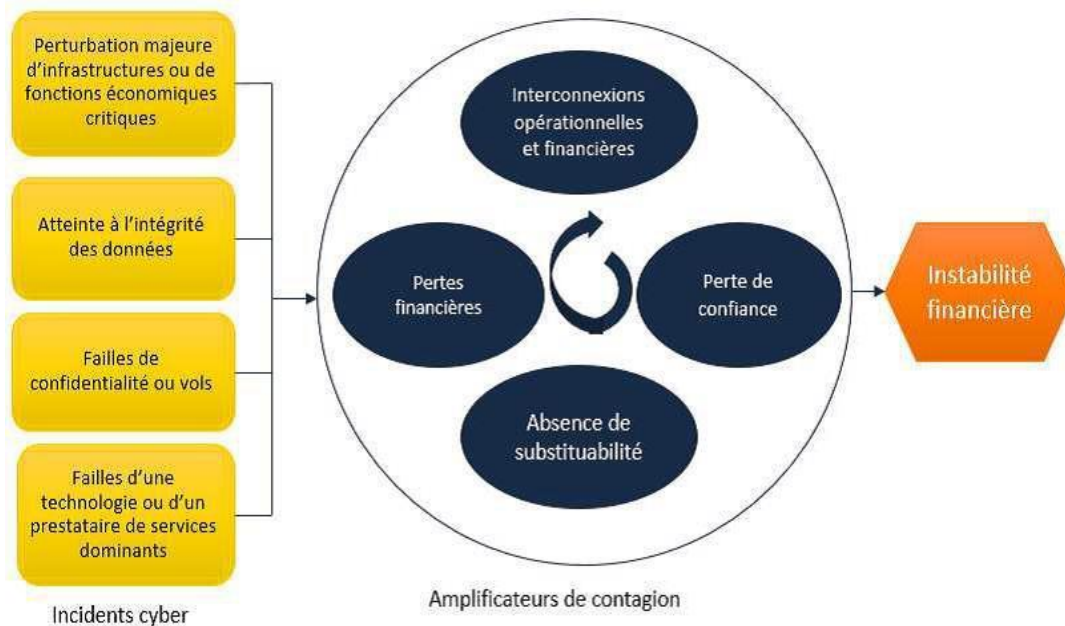 Perturbation majeure
d’infrastructures ou de
fonctions économiques
critiques
Atteinte à l’intégrité
des données
Failles de
confidentialité ou vols
Failles d’une
technologie ou d’un
prestataire de services
dominants
Incidents cyber
Interconnexions
opérationnelles
et financières
Pertes
financières
Perte de
confiance
Absence de
substituabilité
Amplificateurs de contagion
Instabilité
financière